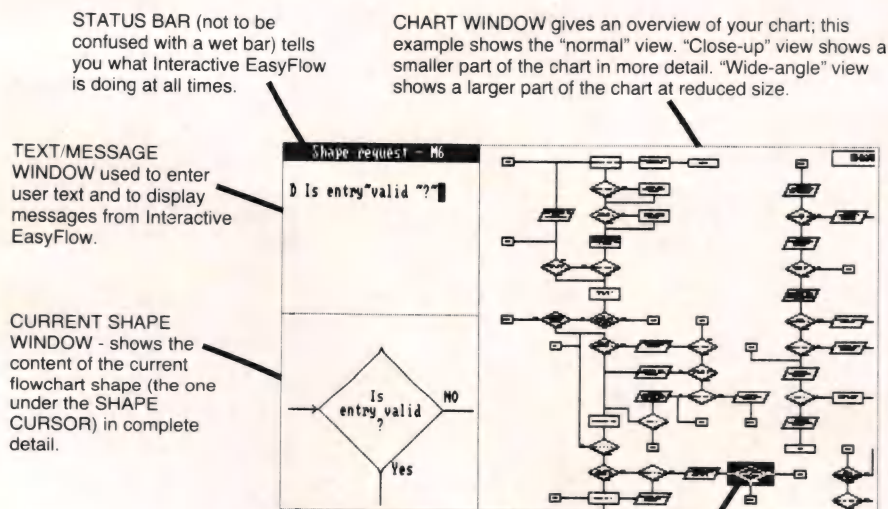 STATUS BAR (not to be
confused with a wet bar) tells
you what Interactive EasyFlow
is doing at all times.
CHART WINDOW gives an overview of your chart; this
example shows the “normal” view. “Close-up” view shows a
smaller part of the chart in more detail. “Wide-angle” view
shows a larger part of the chart at reduced size.
TEXT/MESSAGE
WINDOW used to enter
user text and to display
messages from Interactive
EasyFlow.
Shape request - M6
D Is entry~valid ~?~
CURRENT SHAPE
WINDOW - shows the
content of the current
flowchart shape (the one
under the SHAPE
CURSOR) in complete
detail.
Is
entry valid
?
NO
Yes